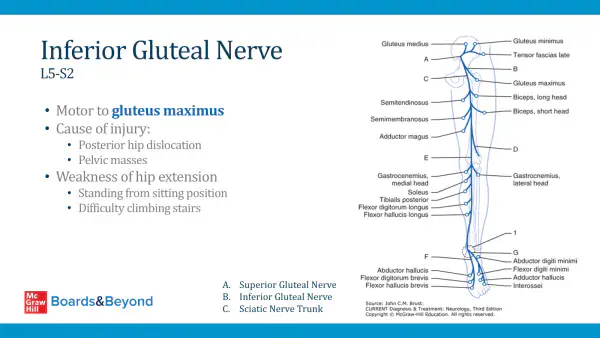 Inferior Gluteal Nerve
L5-S2
• Motor to gluteus maximus
• Cause of injury:
• Posterior hip dislocation
• Pelvic masses
• Weakness of hip extension
• Standing from sitting position
• Difficulty climbing stairs
A. Superior Gluteal Nerve
B. Inferior Gluteal Nerve
C. Sciatic Nerve Trunk
Mc
Graw
Hill
Boards&Beyond
Gluteus medius
A
C
Semitendinosus
Semimembranosus
Adductor magus
E
Gastrocemius,
medial head
Soleus
Tibialis posterior
Flexor digitorum longus
Flexor hallucis longus
F
Abductor hallucis
Flexor digitorum brevis
Flexor hallucis brevis
Gluteus minimus
Tensor fascias late
B
Gluteus maximus
Biceps, long head
Biceps, short head
D
Gastrocnemius,
lateral head
1
G
Abductor digiti minimi
Flexor digiti minimi
Adductor hallucis
Interossei
Source: John C.M. Brust:
CURRENT Diagnosis & Treatment: Neurology, Third Edition
Copyright © McGraw-Hill Education. All rights reserved.